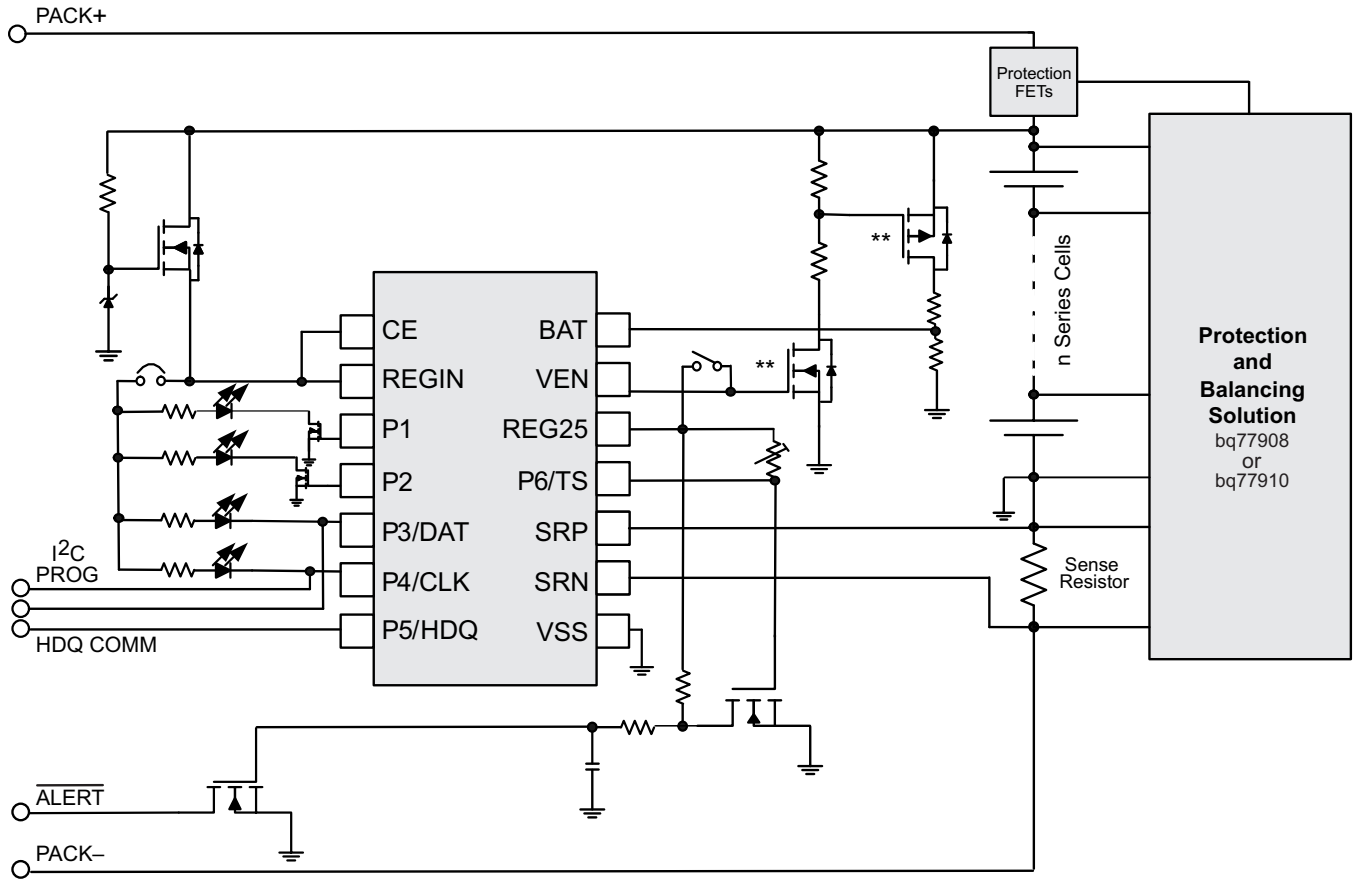 PACK+
Protection
FETs
**
n Series Cells
Protection
and
Balancing
Solution
bq77908
or
bq77910
CE
BAT
REGIN
VEN
**
P1
REG25
P2
P6/TS
P3/DAT
SRP
I2C
PROG
P4/CLK
SRN
Sense
Resistor
P5/HDQ
VSS
HDQ COMM
ALERT
PACK–